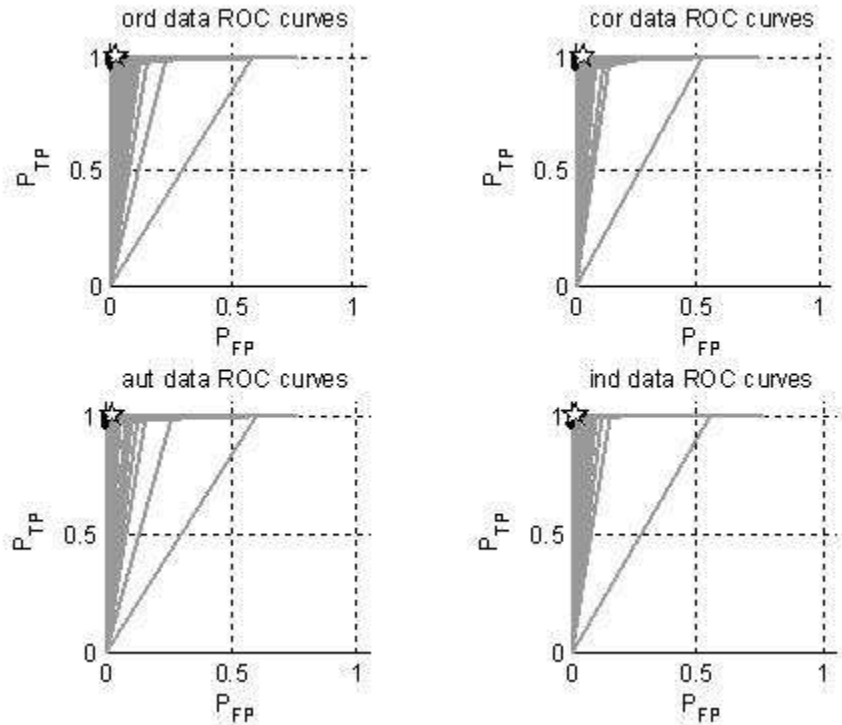 ord data ROC curves
cor data ROC curves
1
0.5
0
P_TP
0 0.5 1
P_FP
1
0.5
0
P_TP
0 0.5 1
P_FP
aut data ROC curves
ind data ROC curves
1
0.5
0
P_TP
0 0.5 1
P_FP
1
0.5
0
P_TP
0 0.5 1
P_FP